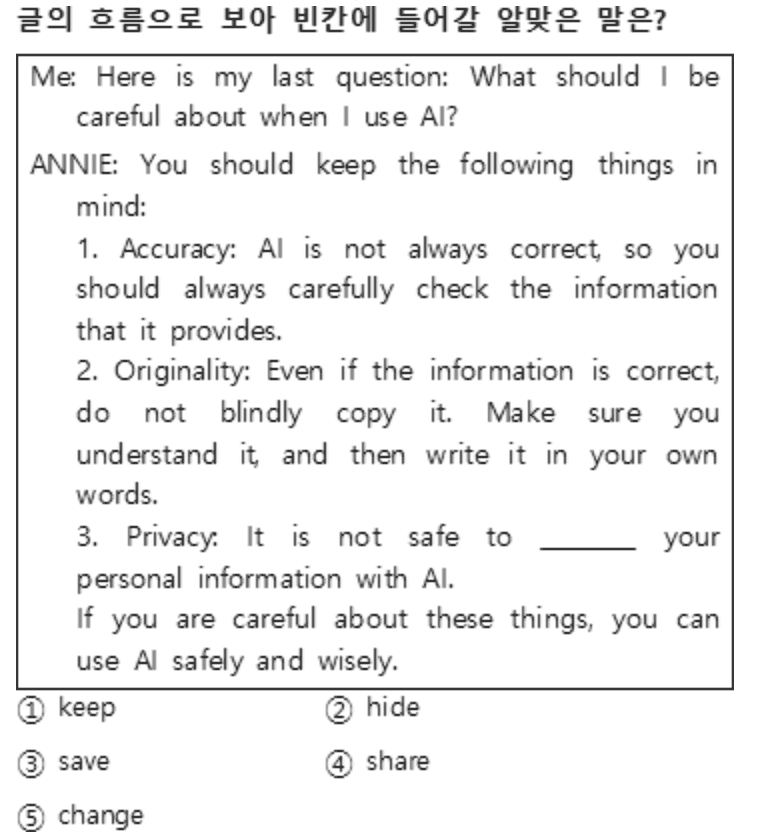 글의 흐름으로 보아 빈칸에 들어갈 알맞은 말은?
Me: Here is my last question: What should I be
careful about when I use AI?
ANNIE: You should keep the following things in
mind:
1. Accuracy: AI is not always correct, so you
should always carefully check the information
that it provides.
2. Originality: Even if the information is correct,
do not blindly copy it. Make sure you
understand it, and then write it in your own
words.
3. Privacy: It is not safe to ______ your
personal information with AI.
If you are careful about these things, you can
use AI safely and wisely.
① keep ② hide
③ save ④ share
⑤ change